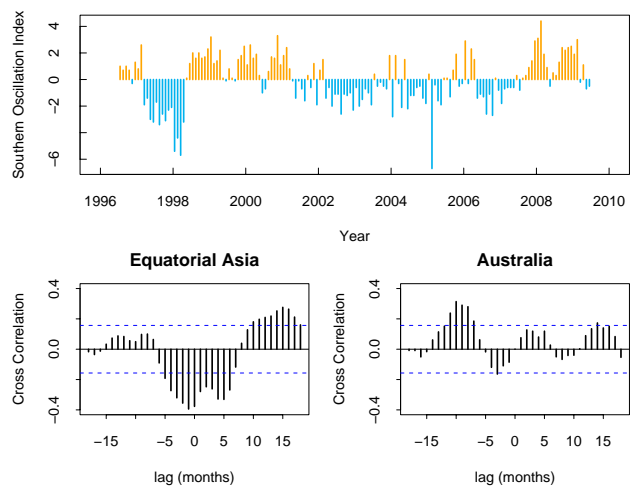 Southern Oscillation Index
4
2
0
−2
−6
1996 1998 2000 2002 2004 2006 2008 2010
Year
Equatorial Asia
Cross Correlation
0.4
0.0
−0.4
−15 −5 0 5 10 15
lag (months)
Australia
Cross Correlation
0.4
0.0
−0.4
−15 −5 0 5 10 15
lag (months)